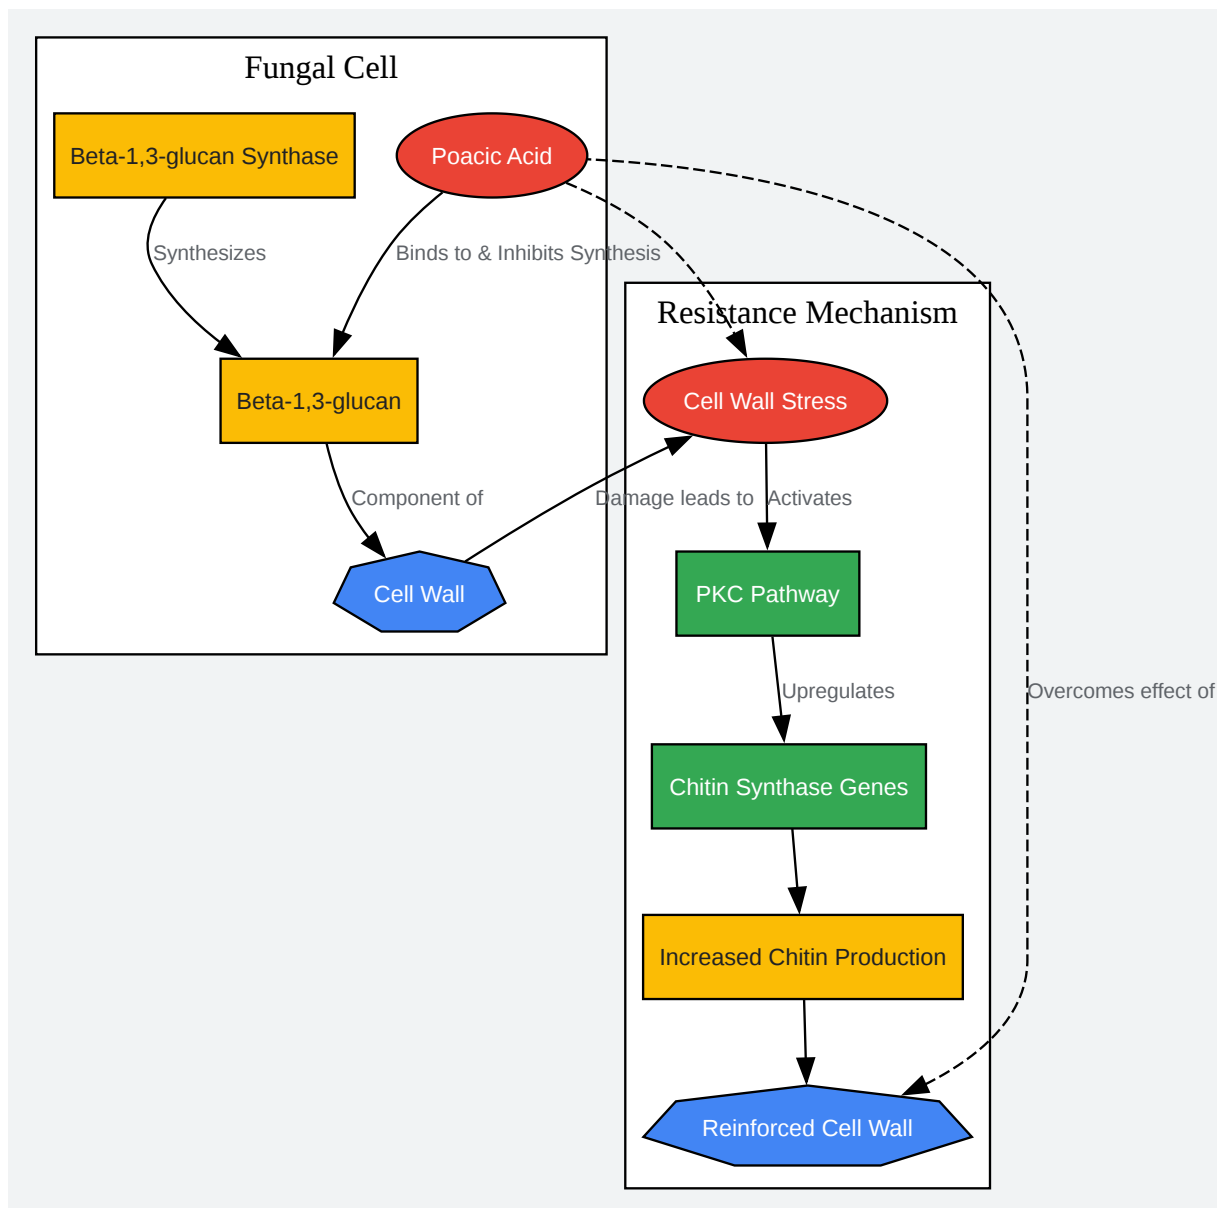 Fungal Cell
Beta-1,3-glucan Synthase
Poacic Acid
Synthesizes
Binds to & Inhibits Synthesis
Resistance Mechanism
Beta-1,3-glucan
Cell Wall Stress
Component of
Damage leads to
Activates
Cell Wall
PKC Pathway
Upregulates
Overcomes effect of
Chitin Synthase Genes
Increased Chitin Production
Reinforced Cell Wall